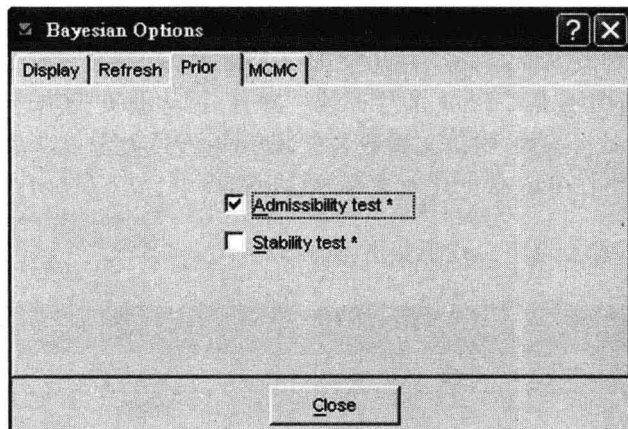 Bayesian Options
Display Refresh Prior MCMC
Admissibility test *
Stability test *
Close